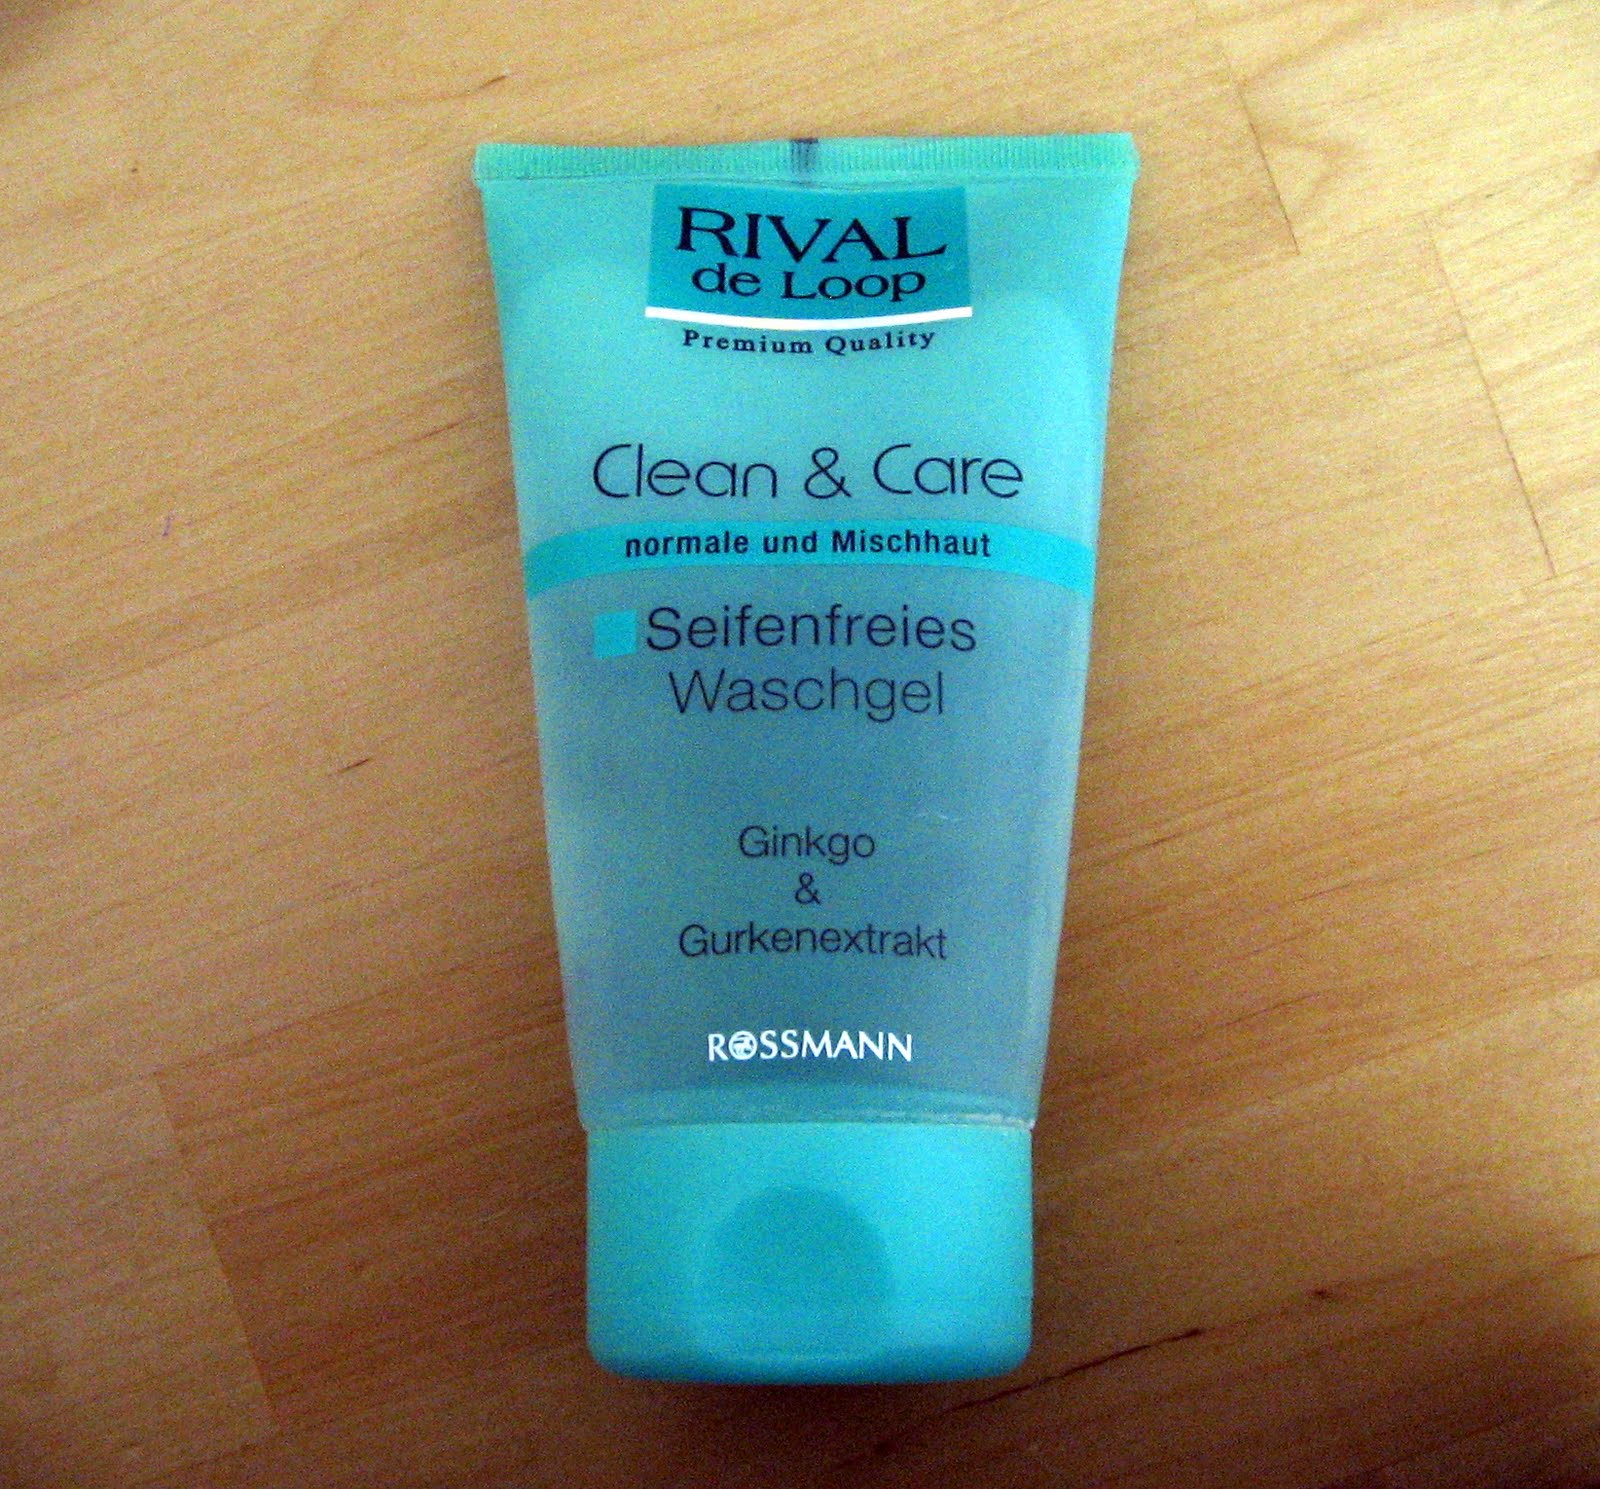 RIVAL
de Loop
Premium Quality
Clean & Care
normale und Mischhaut
Seifenfreies
Waschgel
Ginkgo
&
Gurkenextrakt
ROSSMANN